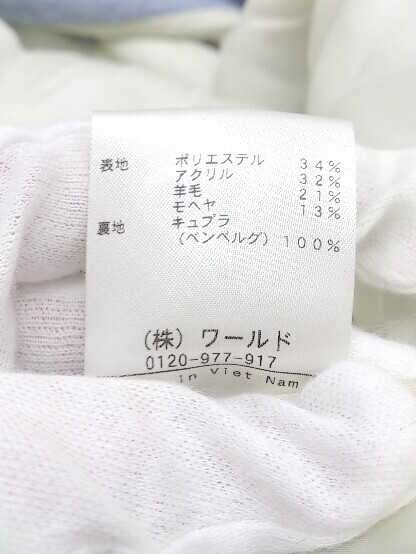 表地 ポリエステル 34%
アクリル 32%
羊毛 21%
モヘヤ 13%
裏地 キュプラ
(ベンベルグ) 100%
(株) ワールド
0120-977-917
in Viet Nam